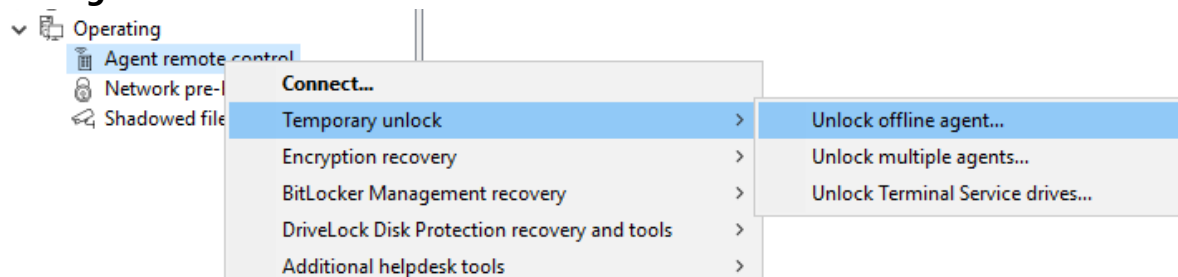 Operating
Agent remote control
Network pre-
Shadowed file
Connect...
Temporary unlock
Encryption recovery
BitLocker Management recovery
DriveLock Disk Protection recovery and tools
Additional helpdesk tools
Unlock offline agent...
Unlock multiple agents...
Unlock Terminal Service drives...